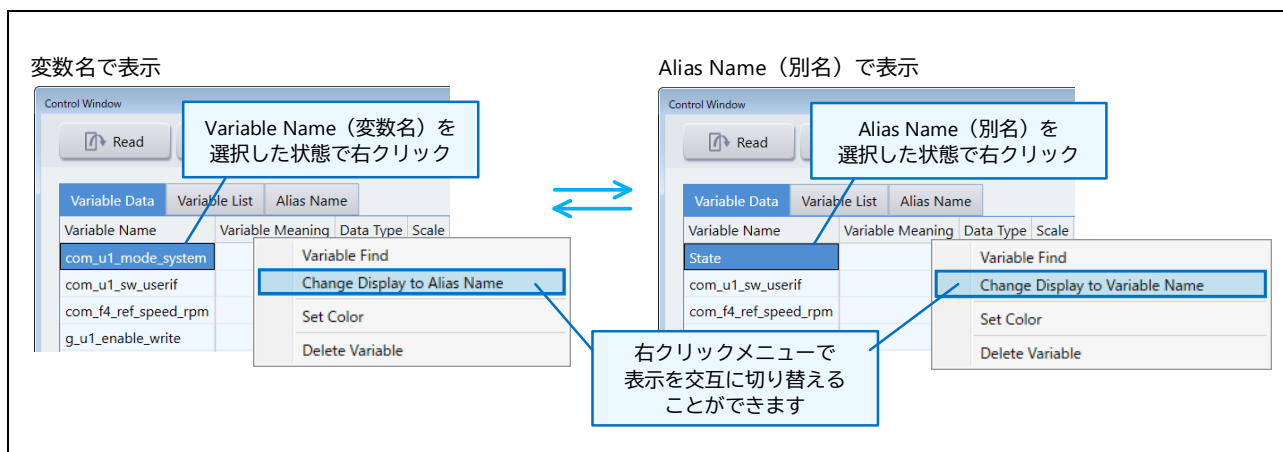 変数名で表示
Control Window
Read
Variable Name（変数名）を
選択した状態で右クリック
Variable Data Variable List Alias Name
Variable Name Variable Meaning Data Type Scale
com_u1_mode_system
com_u1_sw_userif
com_f4_ref_speed_rpm
g_u1_enable_write
Variable Find
Change Display to Alias Name
Set Color
Delete Variable
Alias Name（別名）で表示
Control Window
Read
Alias Name（別名）を
選択した状態で右クリック
Variable Data Variable List Alias Name
Variable Name Variable Meaning Data Type Scale
State
com_u1_sw_userif
com_f4_ref_speed_rpm
Variable Find
Change Display to Variable Name
Set Color
Delete Variable
右クリックメニューで
表示を交互に切り替える
ことができます